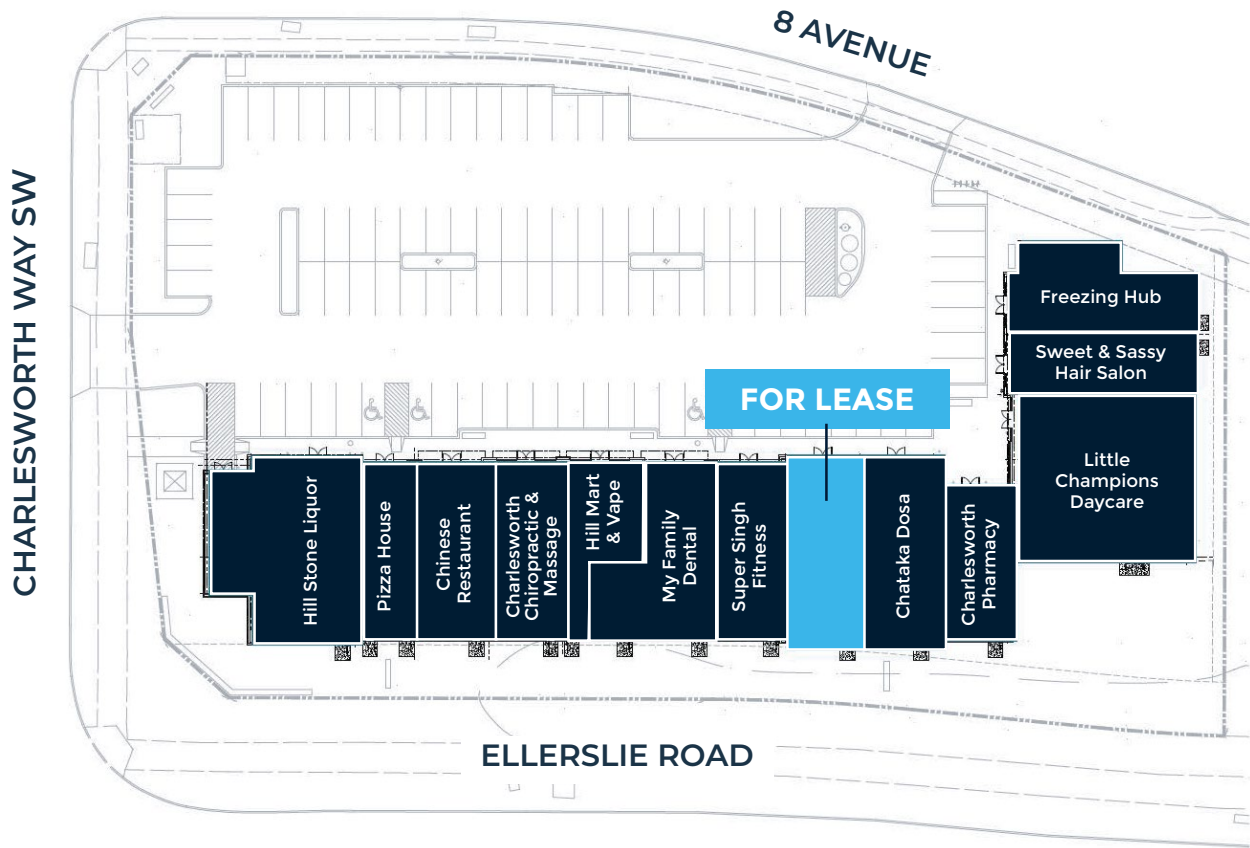 8 AVENUE
CHARLESWORTH WAY SW
Freezing Hub
Sweet & Sassy
Hair Salon
FOR LEASE
Little
Champions
Daycare
Hill Stone Liquor
Pizza House
Chinese
Restaurant
Charlesworth
Chiropractic &
Massage
Hill Mart
& Vape
My Family
Dental
Super Singh
Fitness
Chataka Dosa
Charlesworth
Pharmacy
ELLERSLIE ROAD